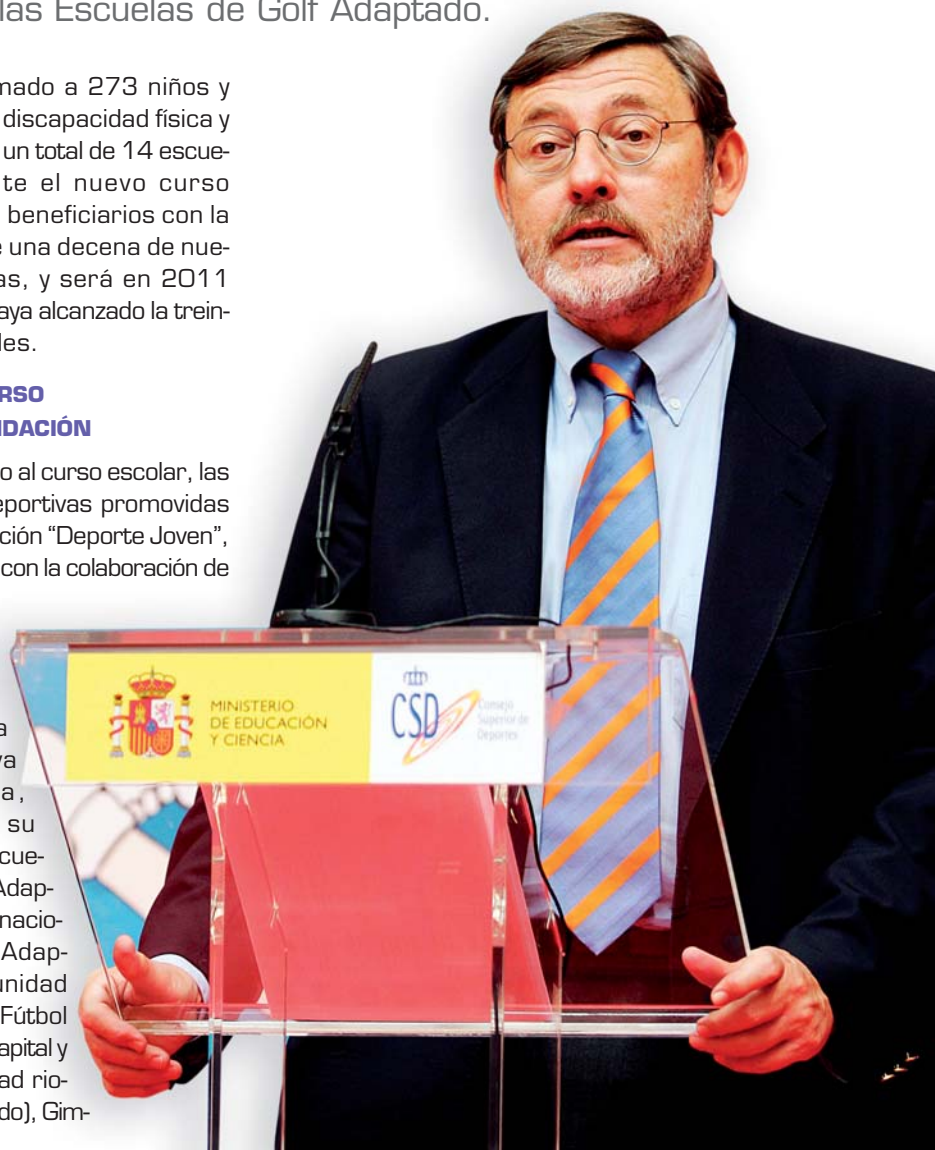 las Escuelas de Golf Adaptado.
mado a 273 niños y
discapacidad física y
un total de 14 escue-
te el nuevo curso
beneficiarios con la
e una decena de nue-
as, y será en 2011
aya alcanzado la trein-
les.
RSO
NDACIÓN
o al curso escolar, las
eportivas promovidas
ción “Deporte Joven”,
con la colaboración de
a
va
a,
su
cue-
Adap-
nacio-
Adap-
unidad
Fútbol
apital y
ad rio-
do), Gim-
MINISTERIO
DE EDUCACIÓN
Y CIENCIA
CSD
Consejo
Superior de
Deportes